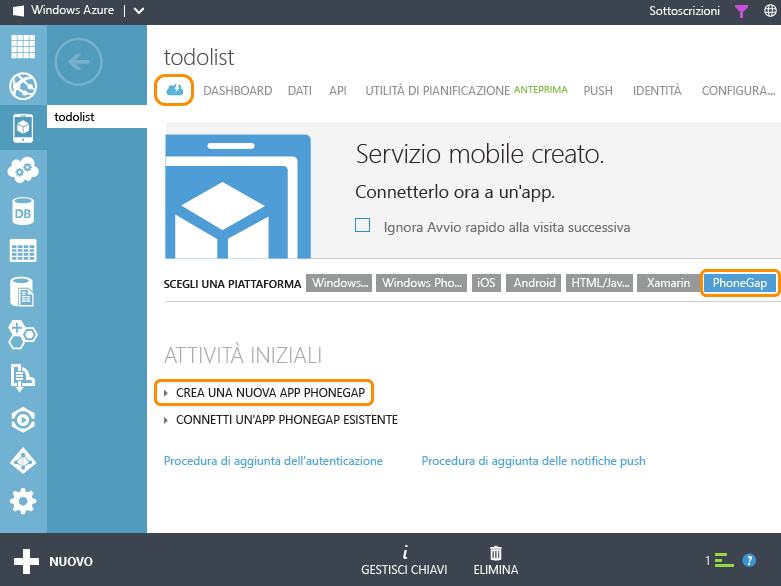 Windows Azure
Sottoscrizioni
todolist
todolist
DASHBOARD DATI API UTILITÀ DI PIANIFICAZIONE ANTEPRIMA PUSH IDENTITÀ CONFIGURA...
Servizio mobile creato.
Connetterlo ora a un'app.
Ignora Avvio rapido alla visita successiva
SCEGLI UNA PIATTAFORMA Windows... Windows Pho... iOS Android HTML/Jav... Xamarin PhoneGap
DB
ATTIVITÀ INIZIALI
CREA UNA NUOVA APP PHONEGAP
CONNETTI UN'APP PHONEGAP ESISTENTE
Procedura di aggiunta dell'autenticazione Procedura di aggiunta delle notifiche push
NUOVO
GESTISCI CHIAVI
ELIMINA
1
?